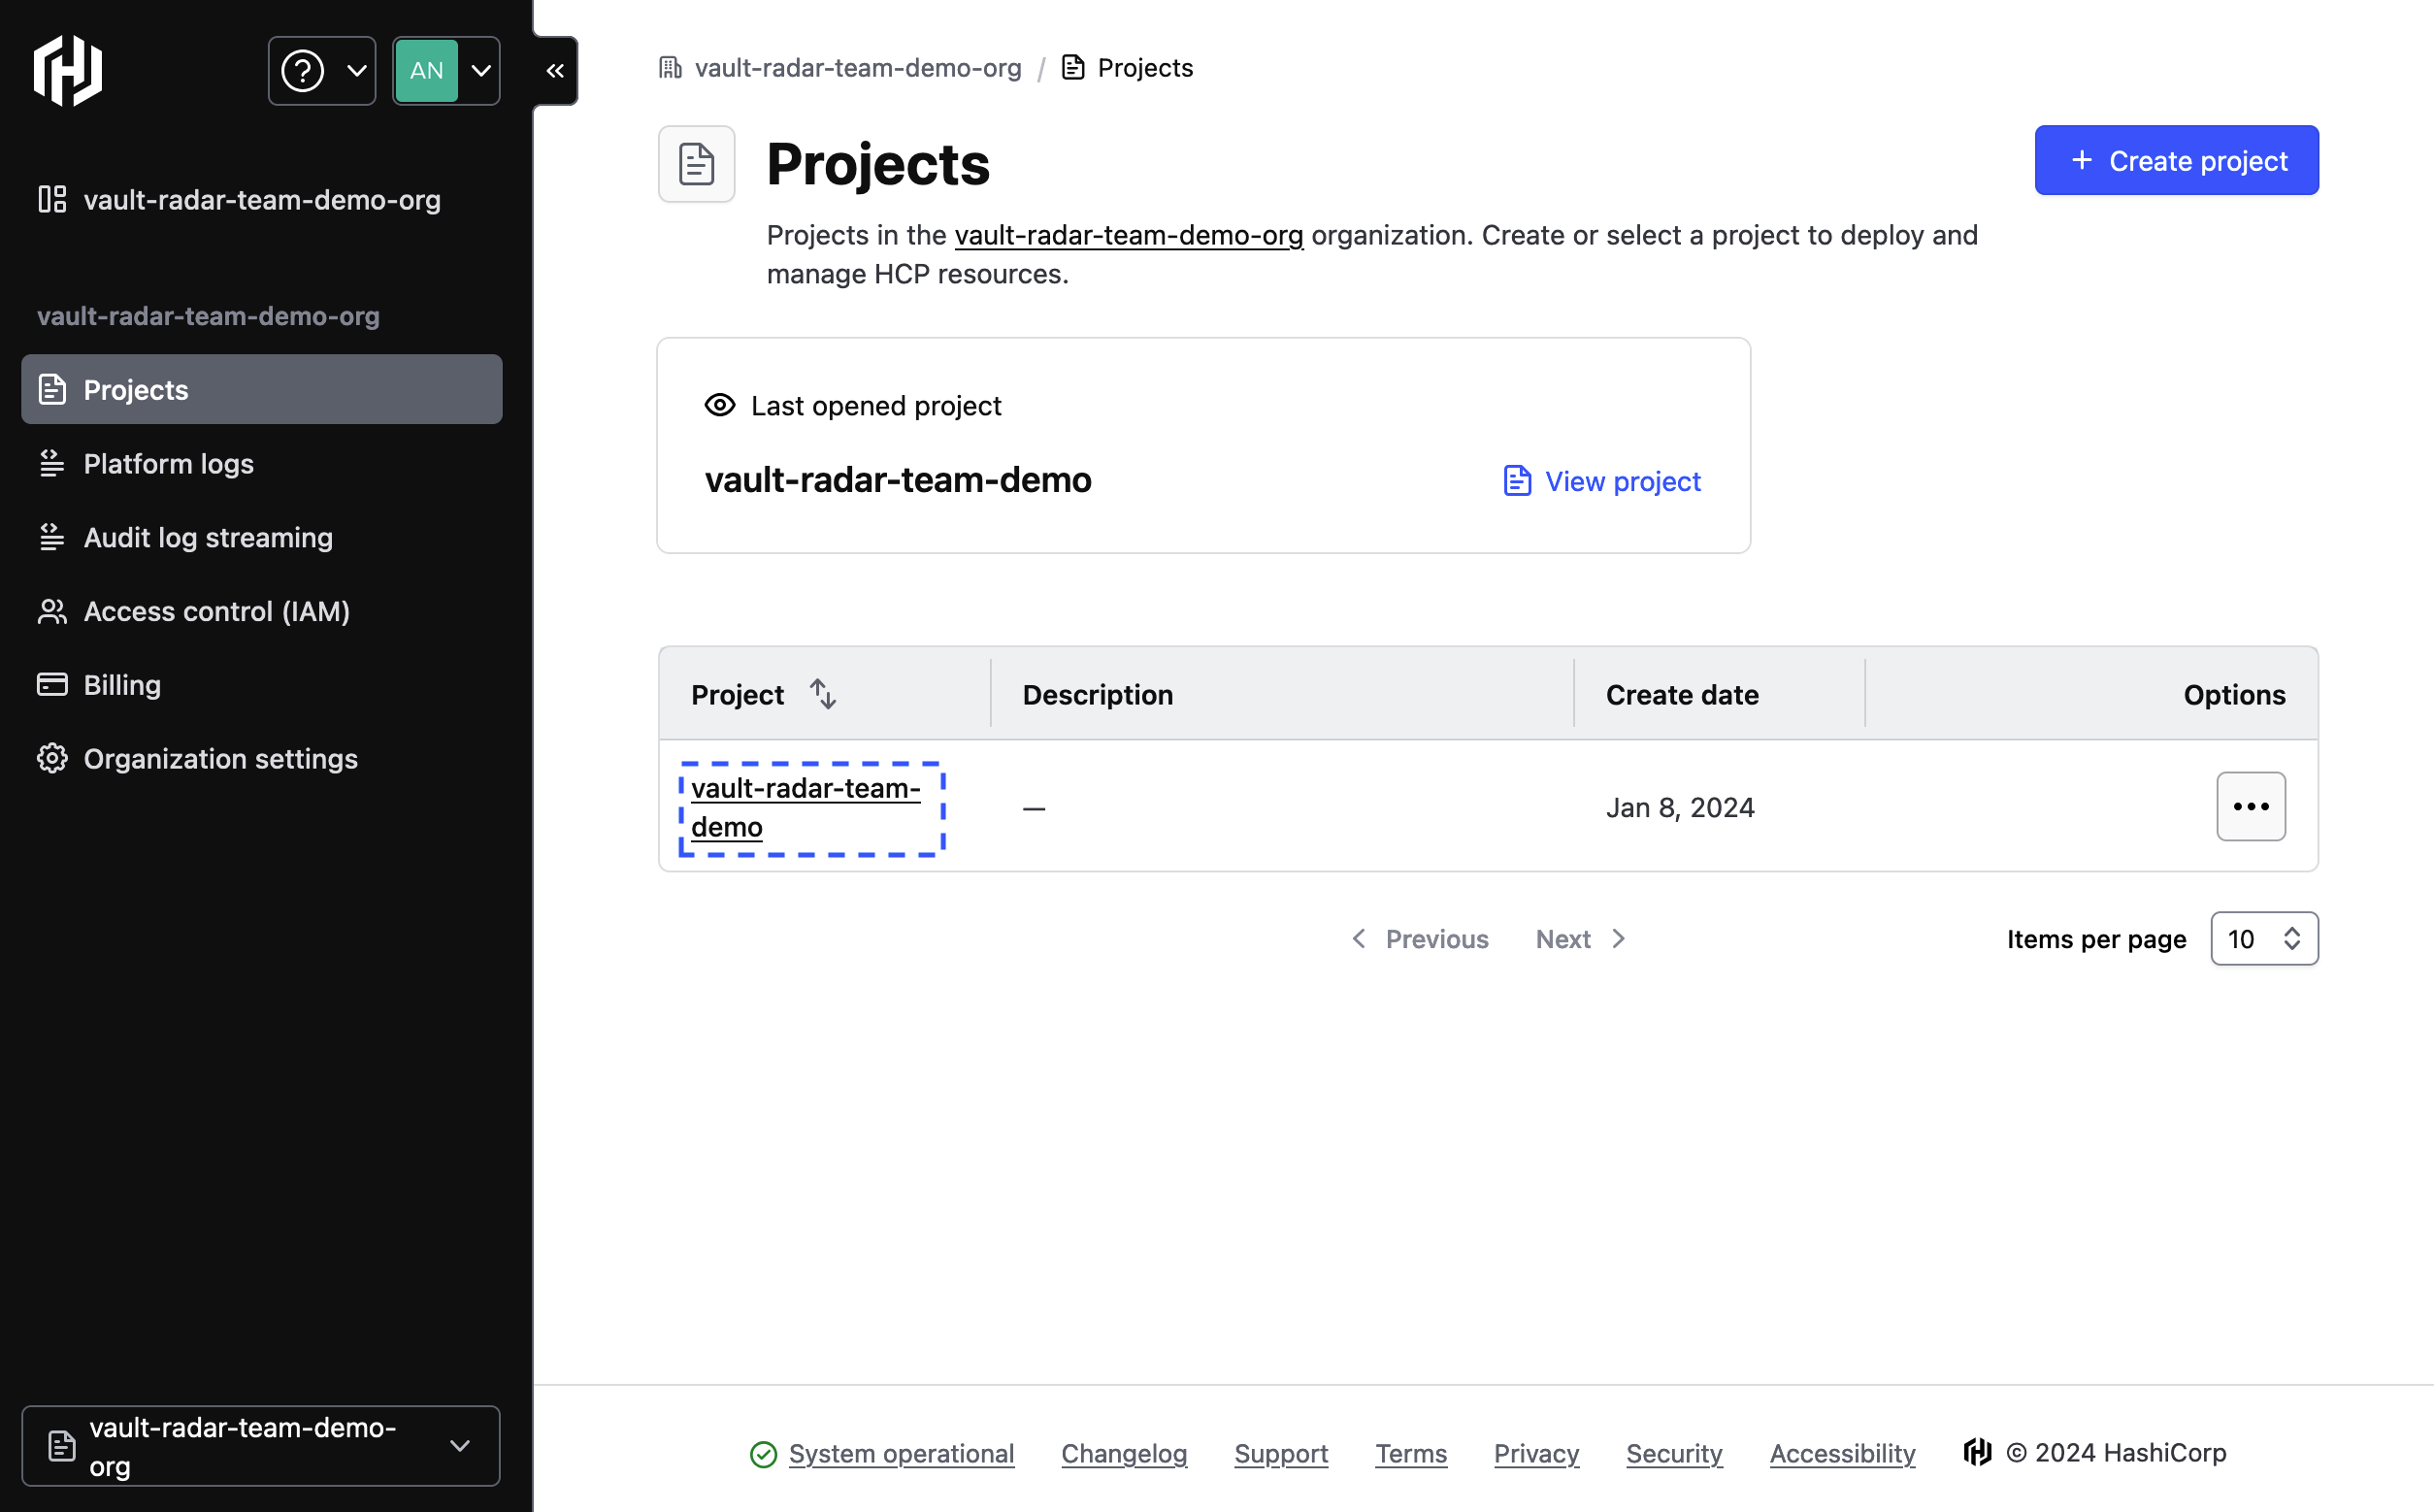 AN
vault-radar-team-demo-org
vault-radar-team-demo-org
Projects
Platform logs
Audit log streaming
Access control (IAM)
Billing
Organization settings
vault-radar-team-demo-
org
vault-radar-team-demo-org / Projects
Projects
+ Create project
Projects in the vault-radar-team-demo-org organization. Create or select a project to deploy and
manage HCP resources.
Last opened project
vault-radar-team-demo
View project
Project Description Create date Options
vault-radar-team-
demo
— Jan 8, 2024
Previous Next Items per page 10
System operational Changelog Support Terms Privacy Security Accessibility © 2024 HashiCorp